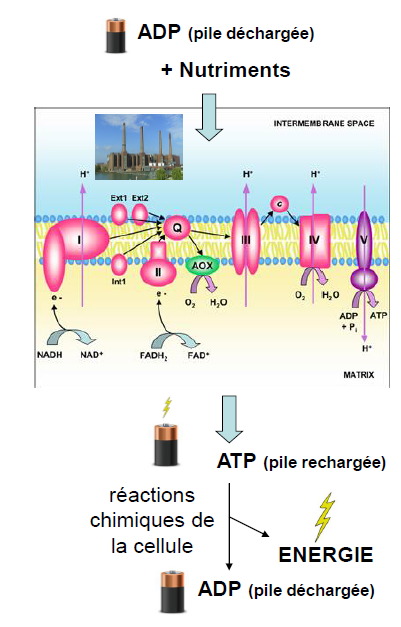 ADP (pile déchargée)
+ Nutriments
INTERMEMBRANE SPACE
H⁺ H⁺ H⁺
Ext1 Ext2
C
I Q III IV V
II AOX
Int1
e - e - O₂ H₂O O₂ H₂O ADP + Pᵢ ATP
NADH NAD⁺ FADH₂ FAD⁺ H⁺
MATRIX
ATP (pile rechargée)
réactions
chimiques de
la cellule
ENERGIE
ADP (pile déchargée)